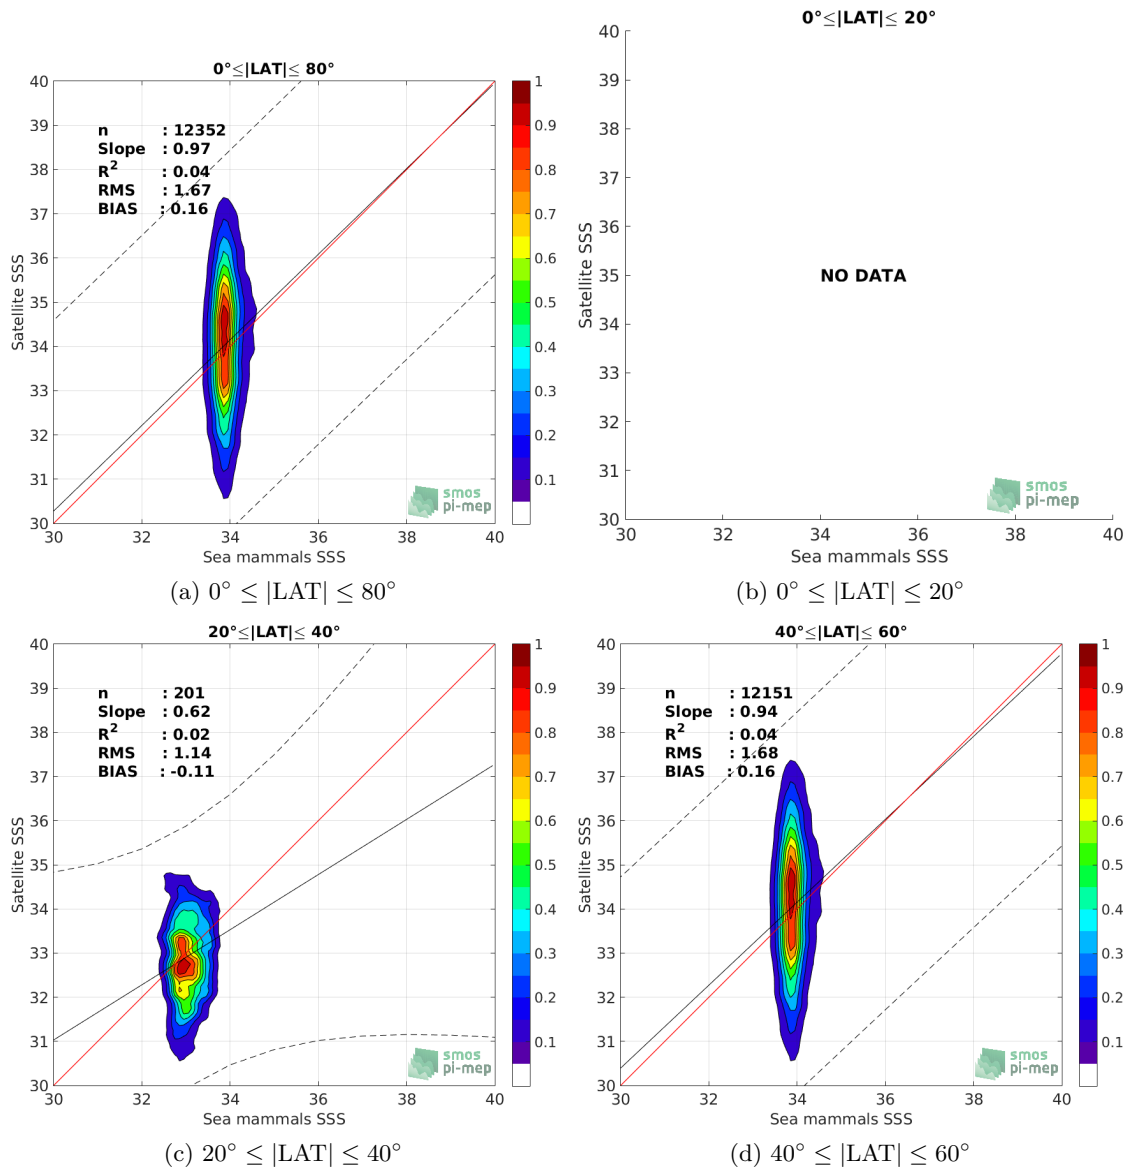 0°≤|LAT|≤ 80°
Satellite SSS
40
39
38
37
36
35
34
33
32
31
30
n : 12352
Slope : 0.97
R² : 0.04
RMS : 1.67
BIAS : 0.16
1
0.9
0.8
0.7
0.6
0.5
0.4
0.3
0.2
0.1
smos
pi-mep
30 32 34 36 38 40
Sea mammals SSS
(a) 0° ≤ |LAT| ≤ 80°
0°≤|LAT|≤ 20°
Satellite SSS
40
39
38
37
36
35
34
33
32
31
30
NO DATA
smos
pi-mep
30 32 34 36 38 40
Sea mammals SSS
(b) 0° ≤ |LAT| ≤ 20°
20°≤|LAT|≤ 40°
Satellite SSS
40
39
38
37
36
35
34
33
32
31
30
n : 201
Slope : 0.62
R² : 0.02
RMS : 1.14
BIAS : -0.11
1
0.9
0.8
0.7
0.6
0.5
0.4
0.3
0.2
0.1
smos
pi-mep
30 32 34 36 38 40
Sea mammals SSS
(c) 20° ≤ |LAT| ≤ 40°
40°≤|LAT|≤ 60°
Satellite SSS
40
39
38
37
36
35
34
33
32
31
30
n : 12151
Slope : 0.94
R² : 0.04
RMS : 1.68
BIAS : 0.16
1
0.9
0.8
0.7
0.6
0.5
0.4
0.3
0.2
0.1
smos
pi-mep
30 32 34 36 38 40
Sea mammals SSS
(d) 40° ≤ |LAT| ≤ 60°